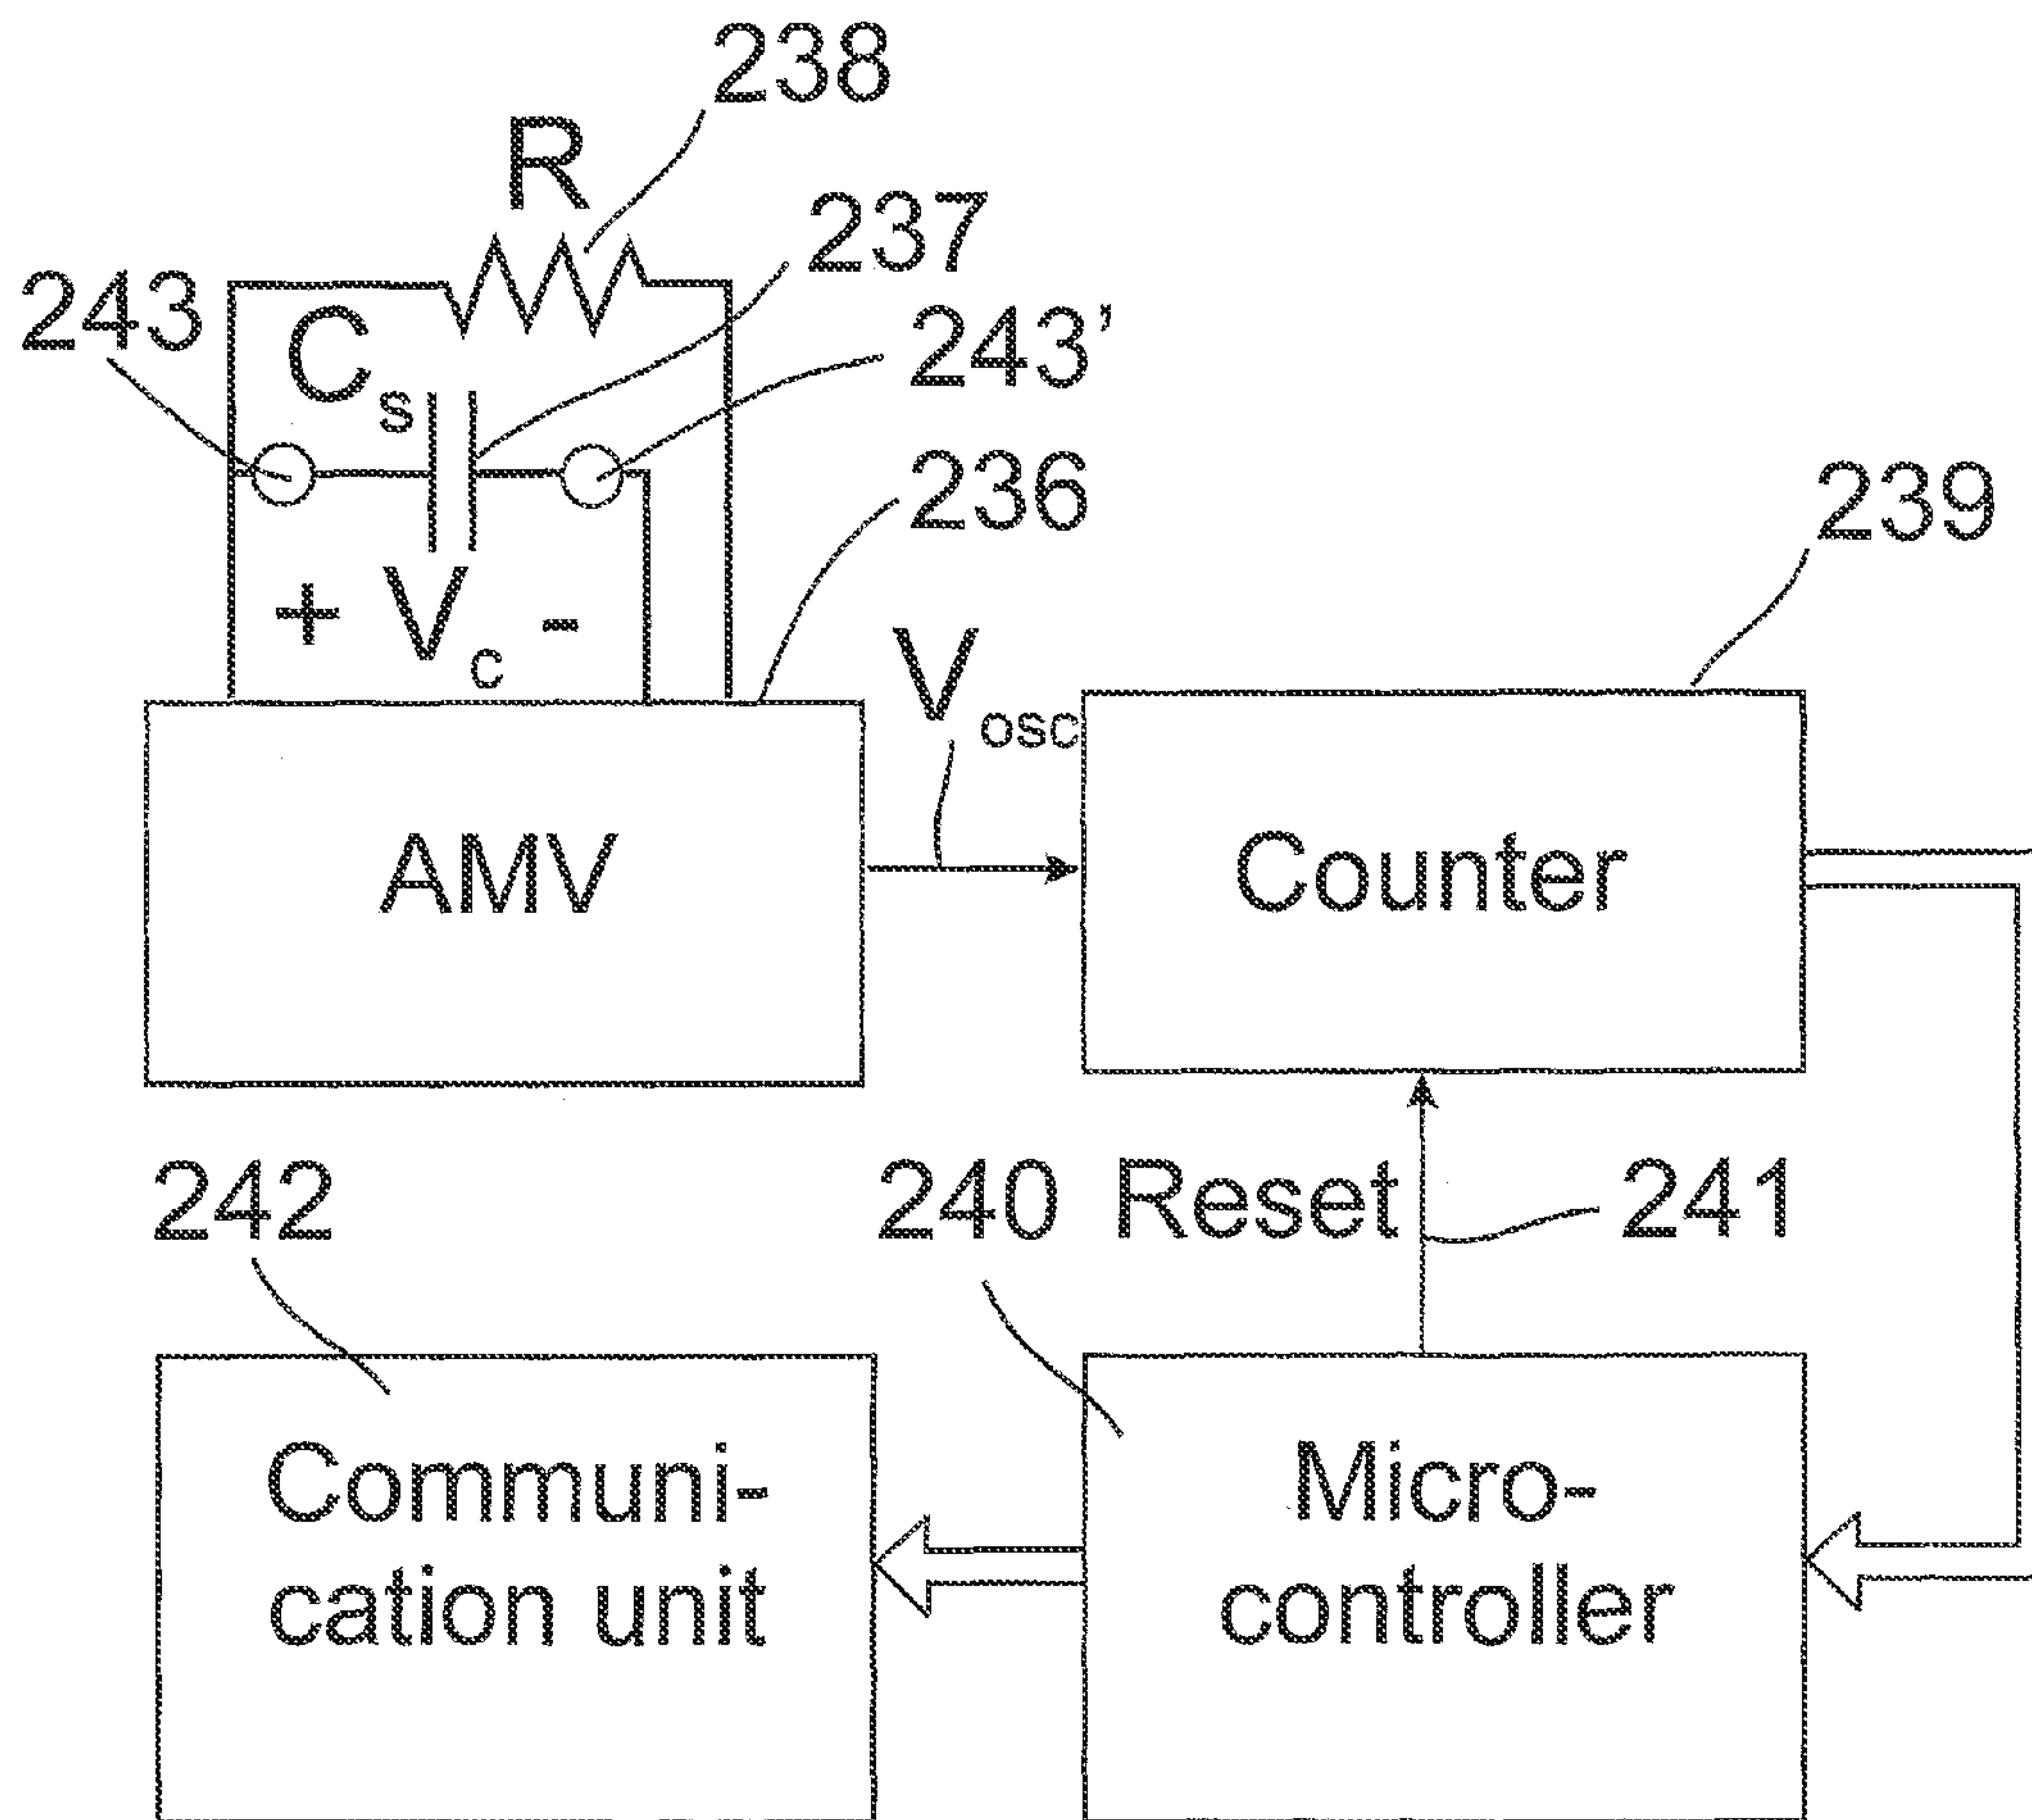 238
R
237
243
Cs
243’
236
239
+ Vc -
Vosc
AMV
Counter
242
240
Reset
241
Communi-
cation unit
Micro-
controller